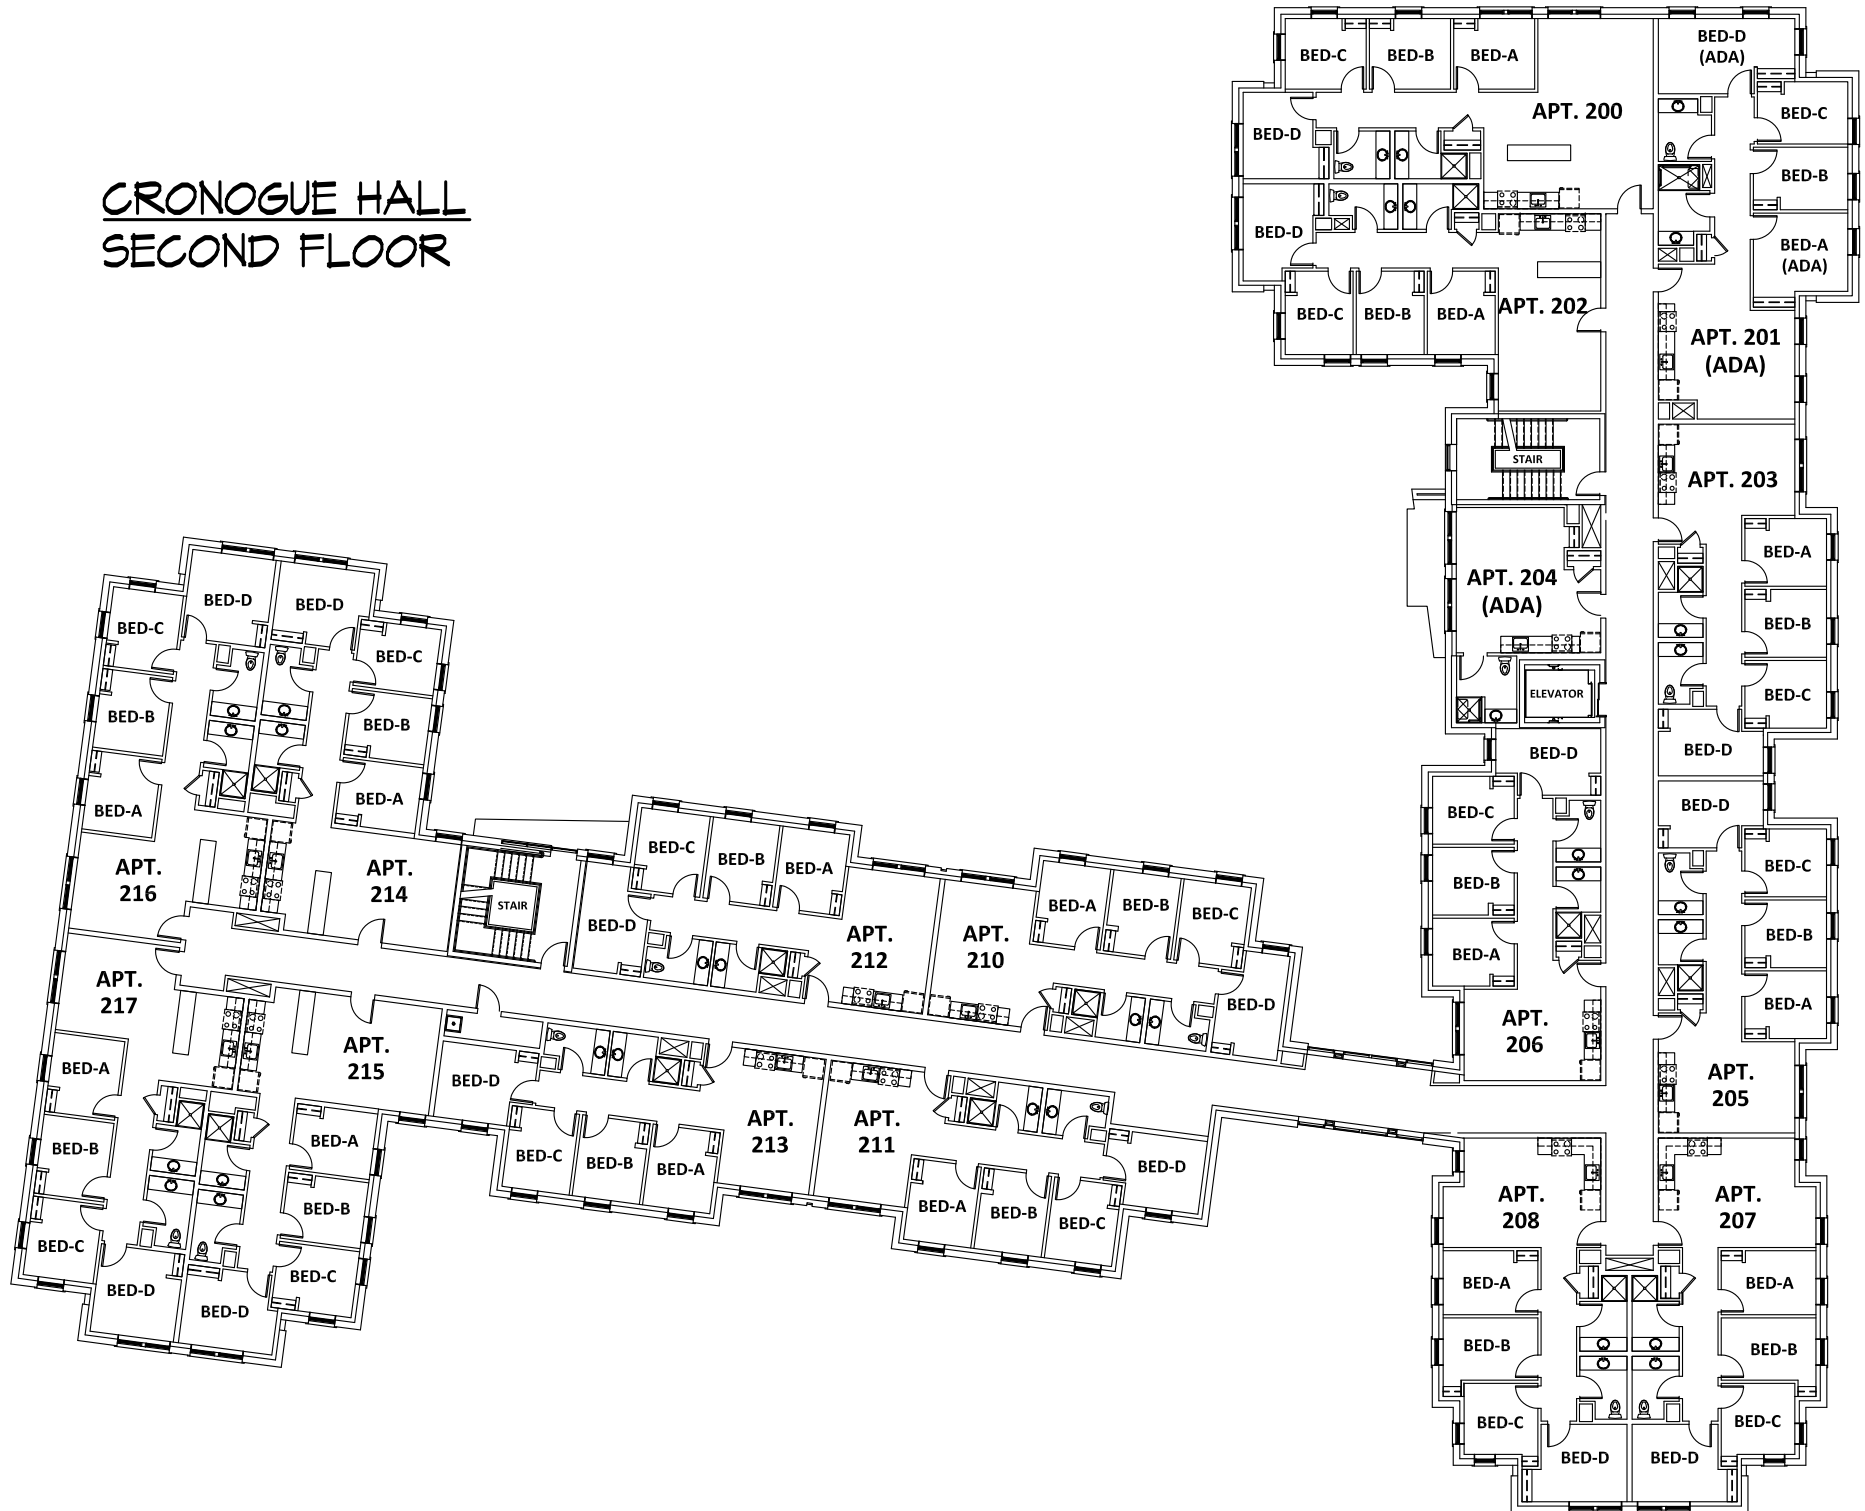 CRONOGUE HALL
SECOND FLOOR
BED-C
BED-B
BED-A
BED-D
APT. 200
BED-D
(ADA)
BED-C
BED-B
BED-A
(ADA)
APT. 201
(ADA)
BED-D
BED-C
BED-B
BED-A
APT. 202
STAIR
APT. 203
BED-A
BED-B
BED-C
BED-D
APT. 204
(ADA)
ELEVATOR
BED-D
BED-C
BED-B
BED-A
APT.
206
BED-D
BED-C
BED-B
BED-A
APT.
205
APT.
208
BED-A
BED-B
BED-C
BED-D
APT.
207
BED-A
BED-B
BED-C
BED-D
BED-D
BED-C
BED-B
BED-A
APT.
216
BED-D
BED-C
BED-B
BED-A
APT.
214
STAIR
BED-D
BED-C
BED-B
BED-A
APT.
212
APT.
210
BED-A
BED-B
BED-C
BED-D
APT.
217
BED-A
BED-B
BED-C
BED-D
APT.
215
BED-A
BED-B
BED-C
BED-D
BED-D
BED-C
BED-B
BED-A
APT.
213
APT.
211
BED-A
BED-B
BED-C
BED-D